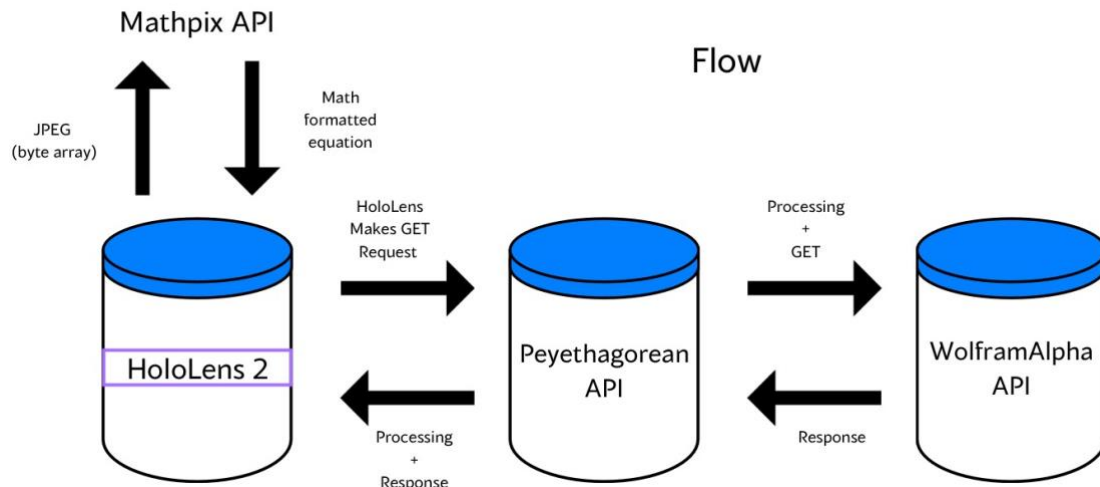 Mathpix API
Flow
JPEG
(byte array)
Math
formatted
equation
HoloLens
Makes GET
Request
Processing
+
GET
HoloLens 2
Peyethagorean
API
WolframAlpha
API
Processing
+
Response
Response